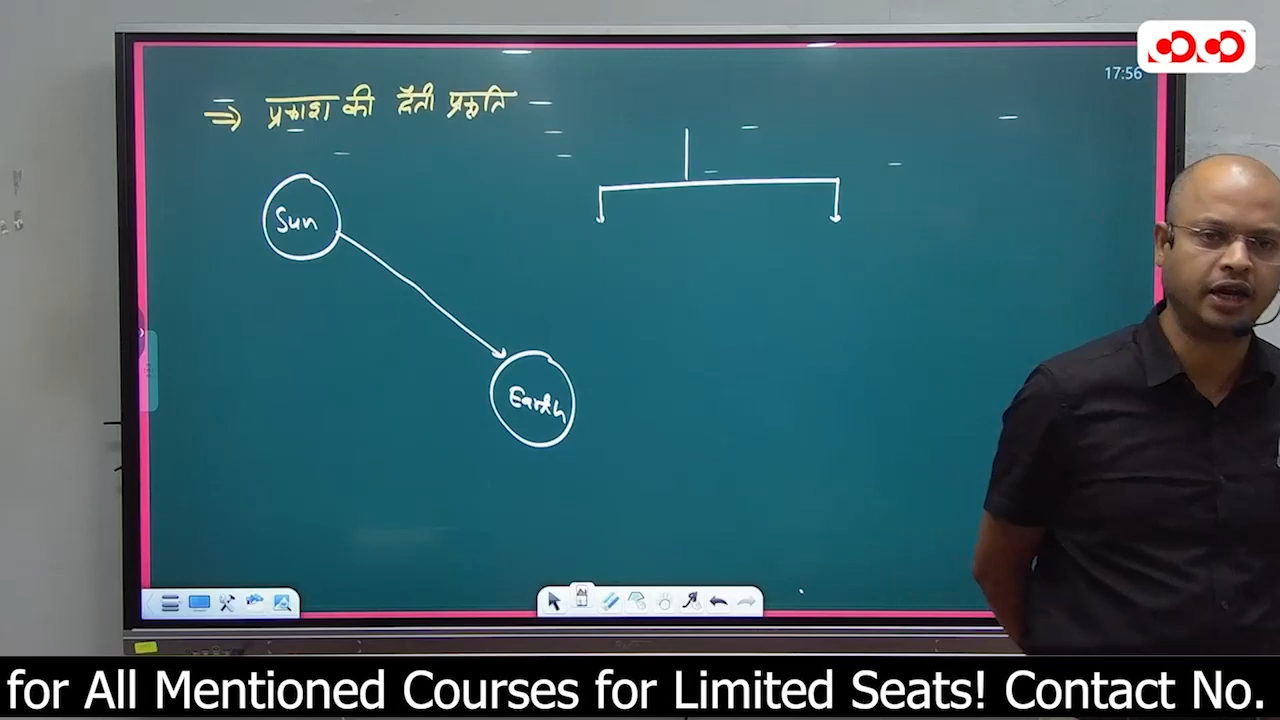 17:56
⇒ प्रकाश की दैती प्रकृति
Sun
Earth
for All Mentioned Courses for Limited Seats! Contact No.